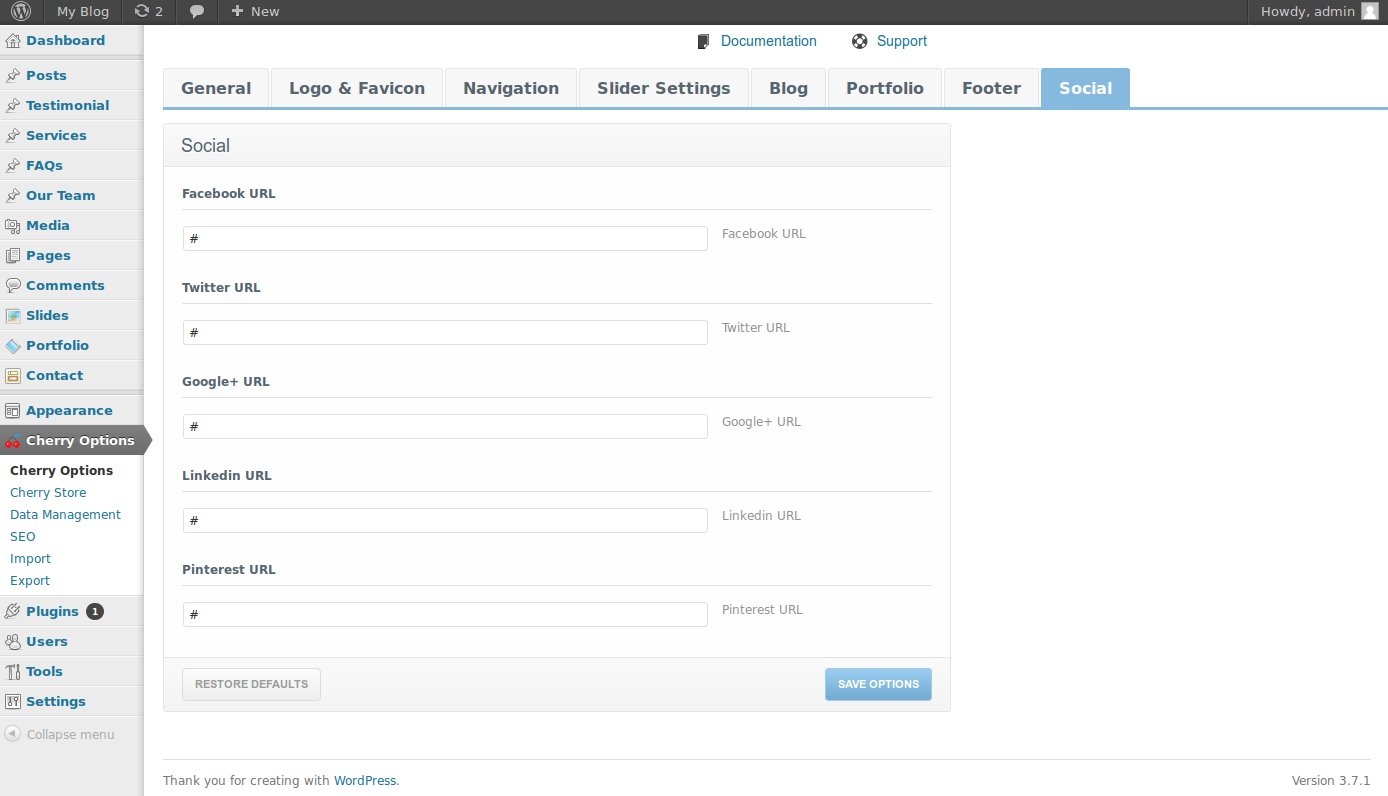 My Blog 2 New Howdy, admin
Documentation Support
Dashboard
Posts
Testimonial
Services
FAQs
Our Team
Media
Pages
Comments
Slides
Portfolio
Contact
Appearance
Cherry Options
Cherry Options
Cherry Store
Data Management
SEO
Import
Export
Plugins 1
Users
Tools
Settings
Collapse menu
General Logo & Favicon Navigation Slider Settings Blog Portfolio Footer Social
Social
Facebook URL
# Facebook URL
Twitter URL
# Twitter URL
Google+ URL
# Google+ URL
Linkedin URL
# Linkedin URL
Pinterest URL
# Pinterest URL
RESTORE DEFAULTS SAVE OPTIONS
Thank you for creating with WordPress. Version 3.7.1